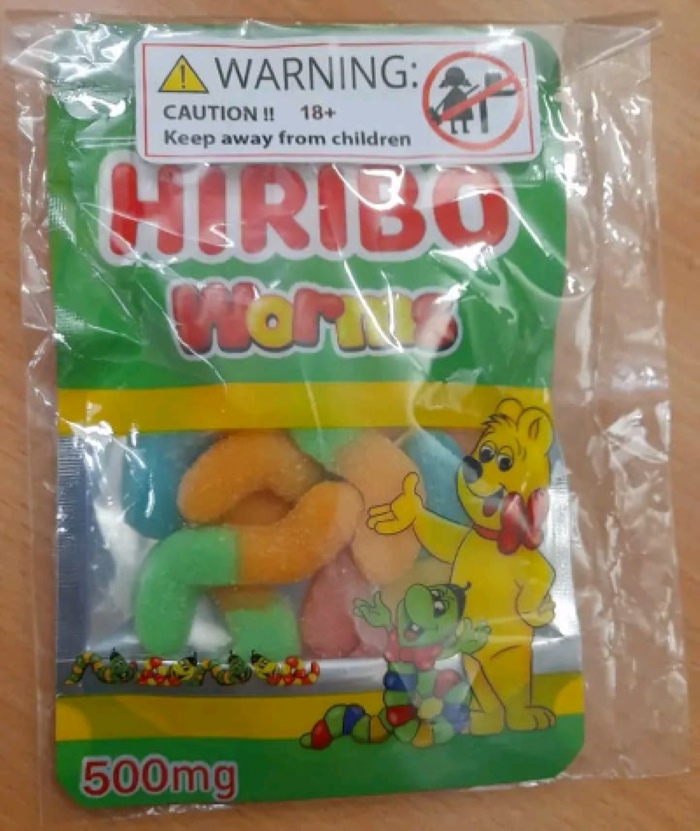 WARNING:
CAUTION !! 18+
Keep away from children
HIRIBO
Worms
500mg